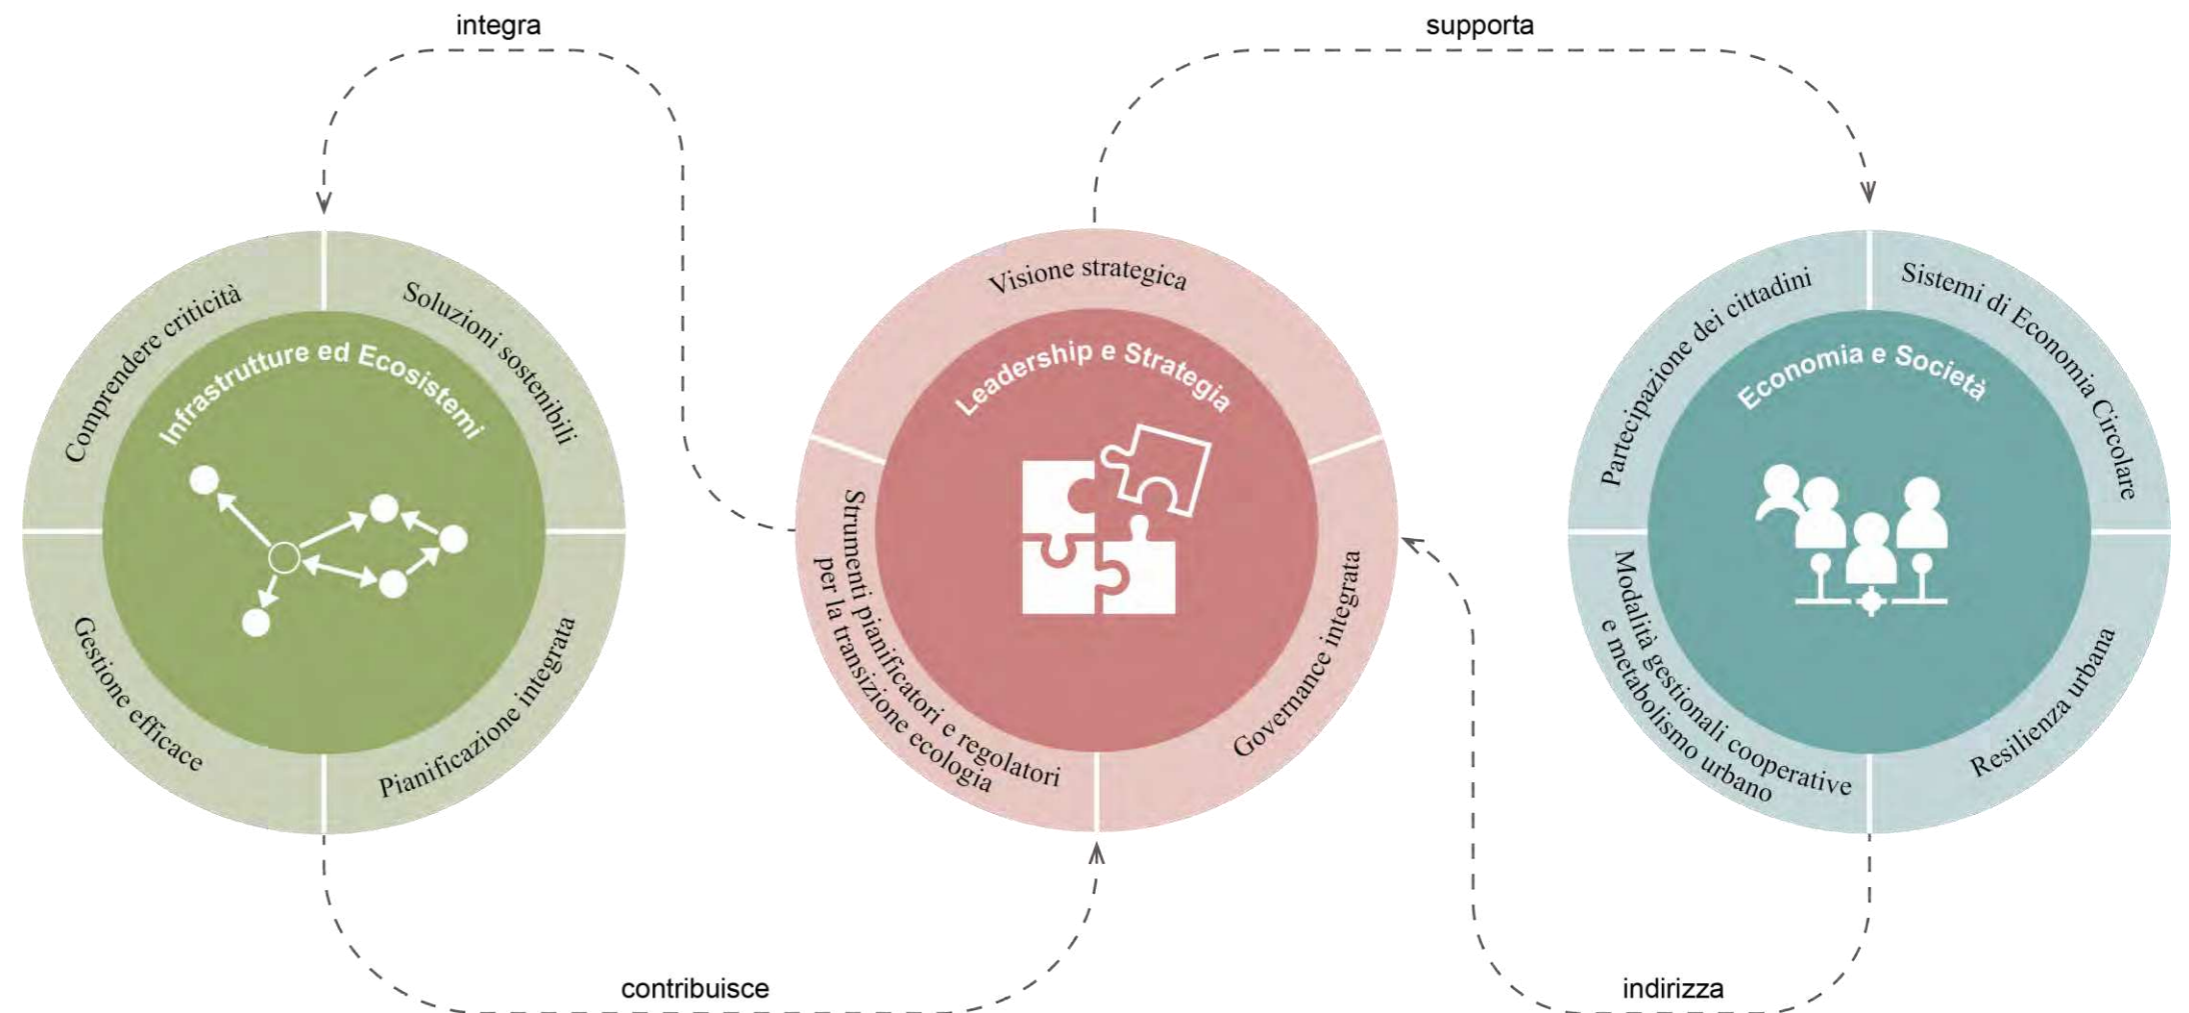 integra
supporta
Comprendere criticità
Soluzioni sostenibili
Infrastrutture ed Ecosistemi
Gestione efficace
Pianificazione integrata
Visione strategica
Leadership e Strategia
Strumenti pianificatori e regolatori
per la transizione ecologia
Governance integrata
Partecipazione dei cittadini
Sistemi di Economia Circolare
Economia e Società
Modalità gestionali cooperative
e metabolismo urbano
Resilienza urbana
contribuisce
indirizza